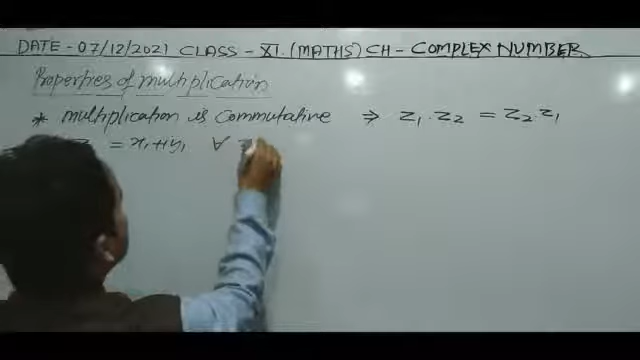 DATE - 07/12/2021 CLASS - XI. (MATHS) CH - COMPLEX NUMBER
Properties of multiplication
* multiplication is Commutative ⇒ Z₁ . Z₂ = Z₂ . Z₁
= x₁+iy₁ ∀